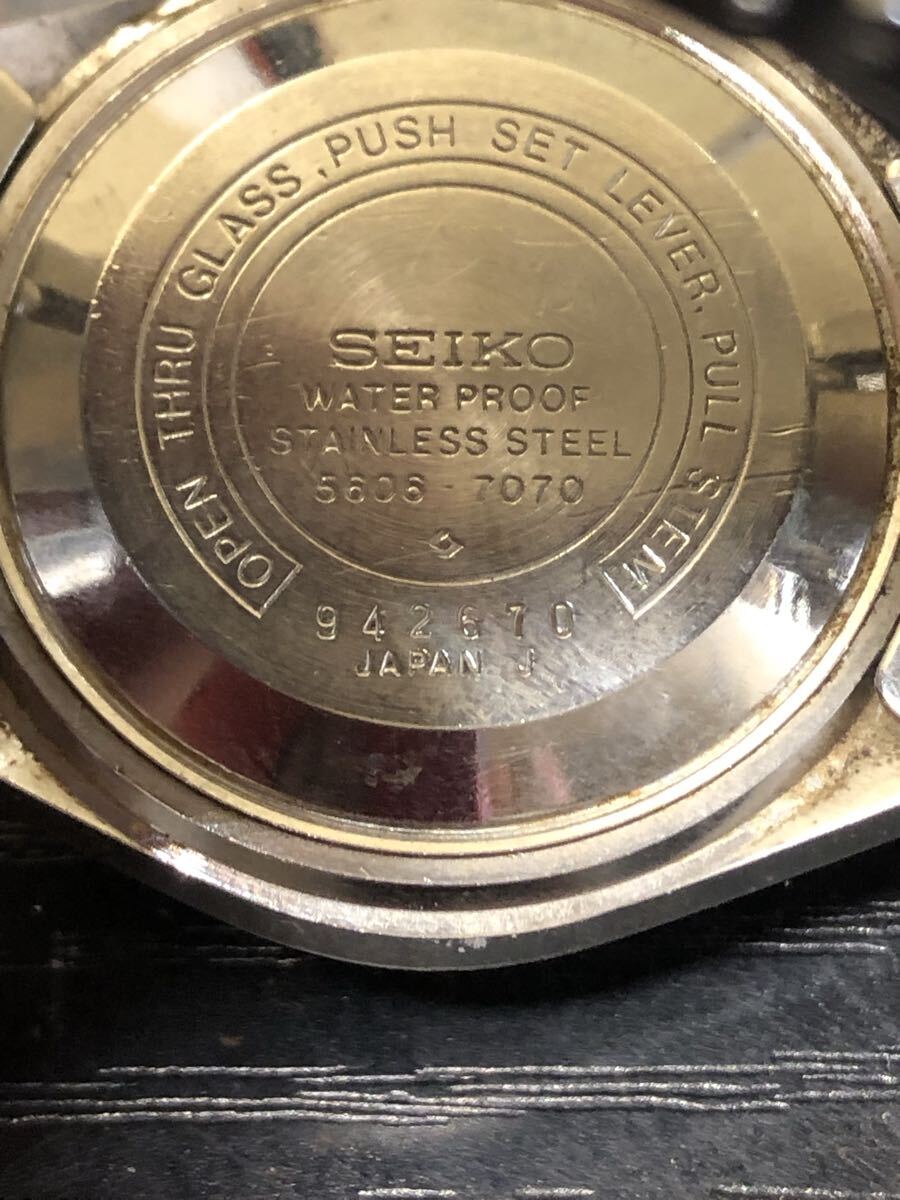 OPEN THRU GLASS, PUSH SET LEVER, PULL STEM
SEIKO
WATER PROOF
STAINLESS STEEL
5606-7070
942670
JAPAN J